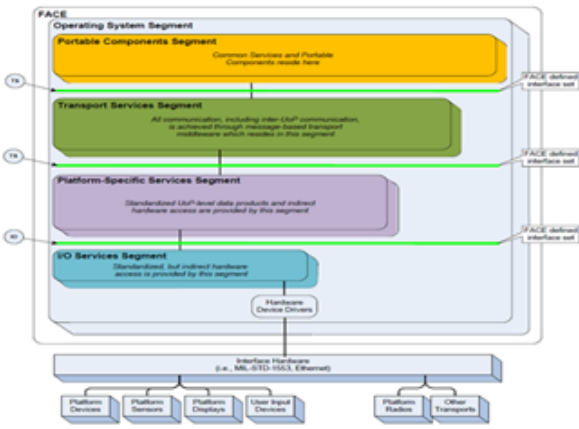 FACE
Operating System Segment
Portable Components Segment
Common Services and Portable
Components reside here
TS
FACE defined
interface set
Transport Services Segment
All communication, including inter-UoP communication,
is achieved through message-based transport
middleware which resides in this segment
TS
FACE defined
interface set
Platform-Specific Services Segment
Standardized UoP-level data products and indirect
hardware access are provided by this segment
IO
FACE defined
interface set
I/O Services Segment
Standardized, but indirect hardware
access is provided by this segment
Hardware
Device Drivers
Interface Hardware
(i.e., MIL-STD-1553, Ethernet)
Platform
Devices
Platform
Sensors
Platform
Displays
User Input
Devices
Platform
Radios
Other
Transports